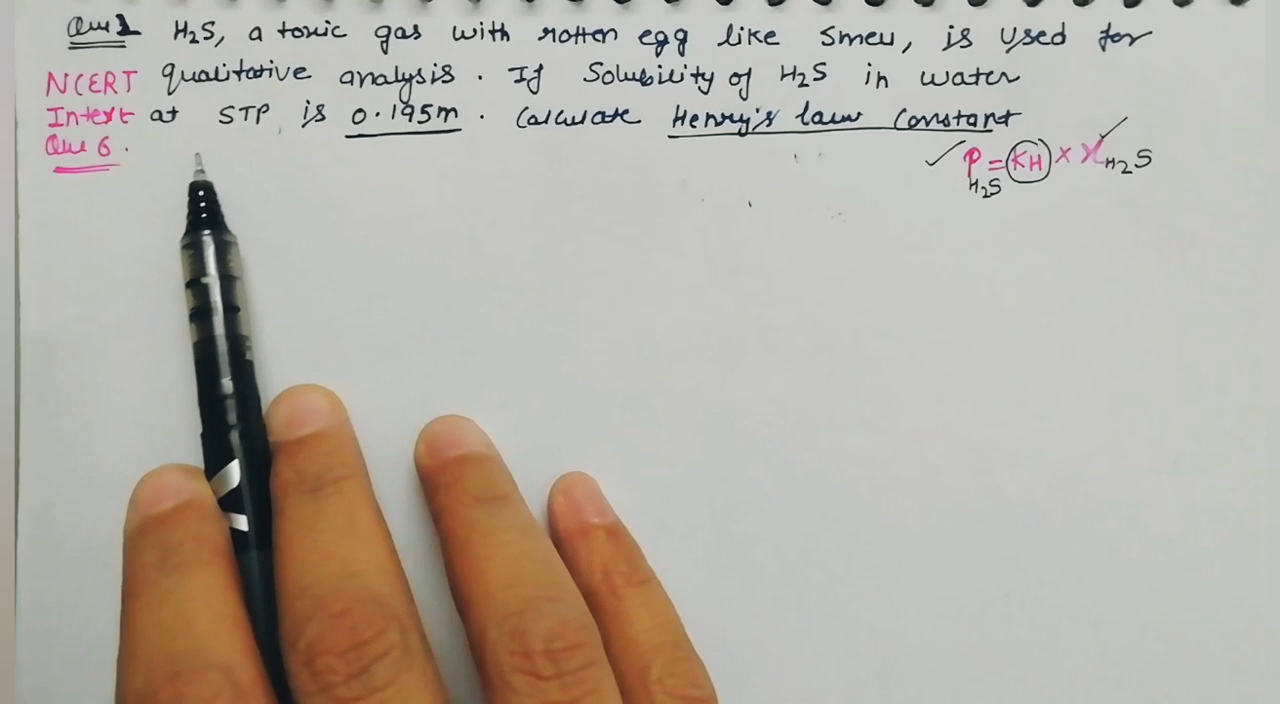 Que 1 H2S, a toxic gas with rotten egg like smell, is used for
NCERT qualitative analysis. If Solubility of H2S in water
Intext at STP is 0.195m. Calculate Henry's law constant
Que 6.
✓ P H2S = KH × x H2S ✓